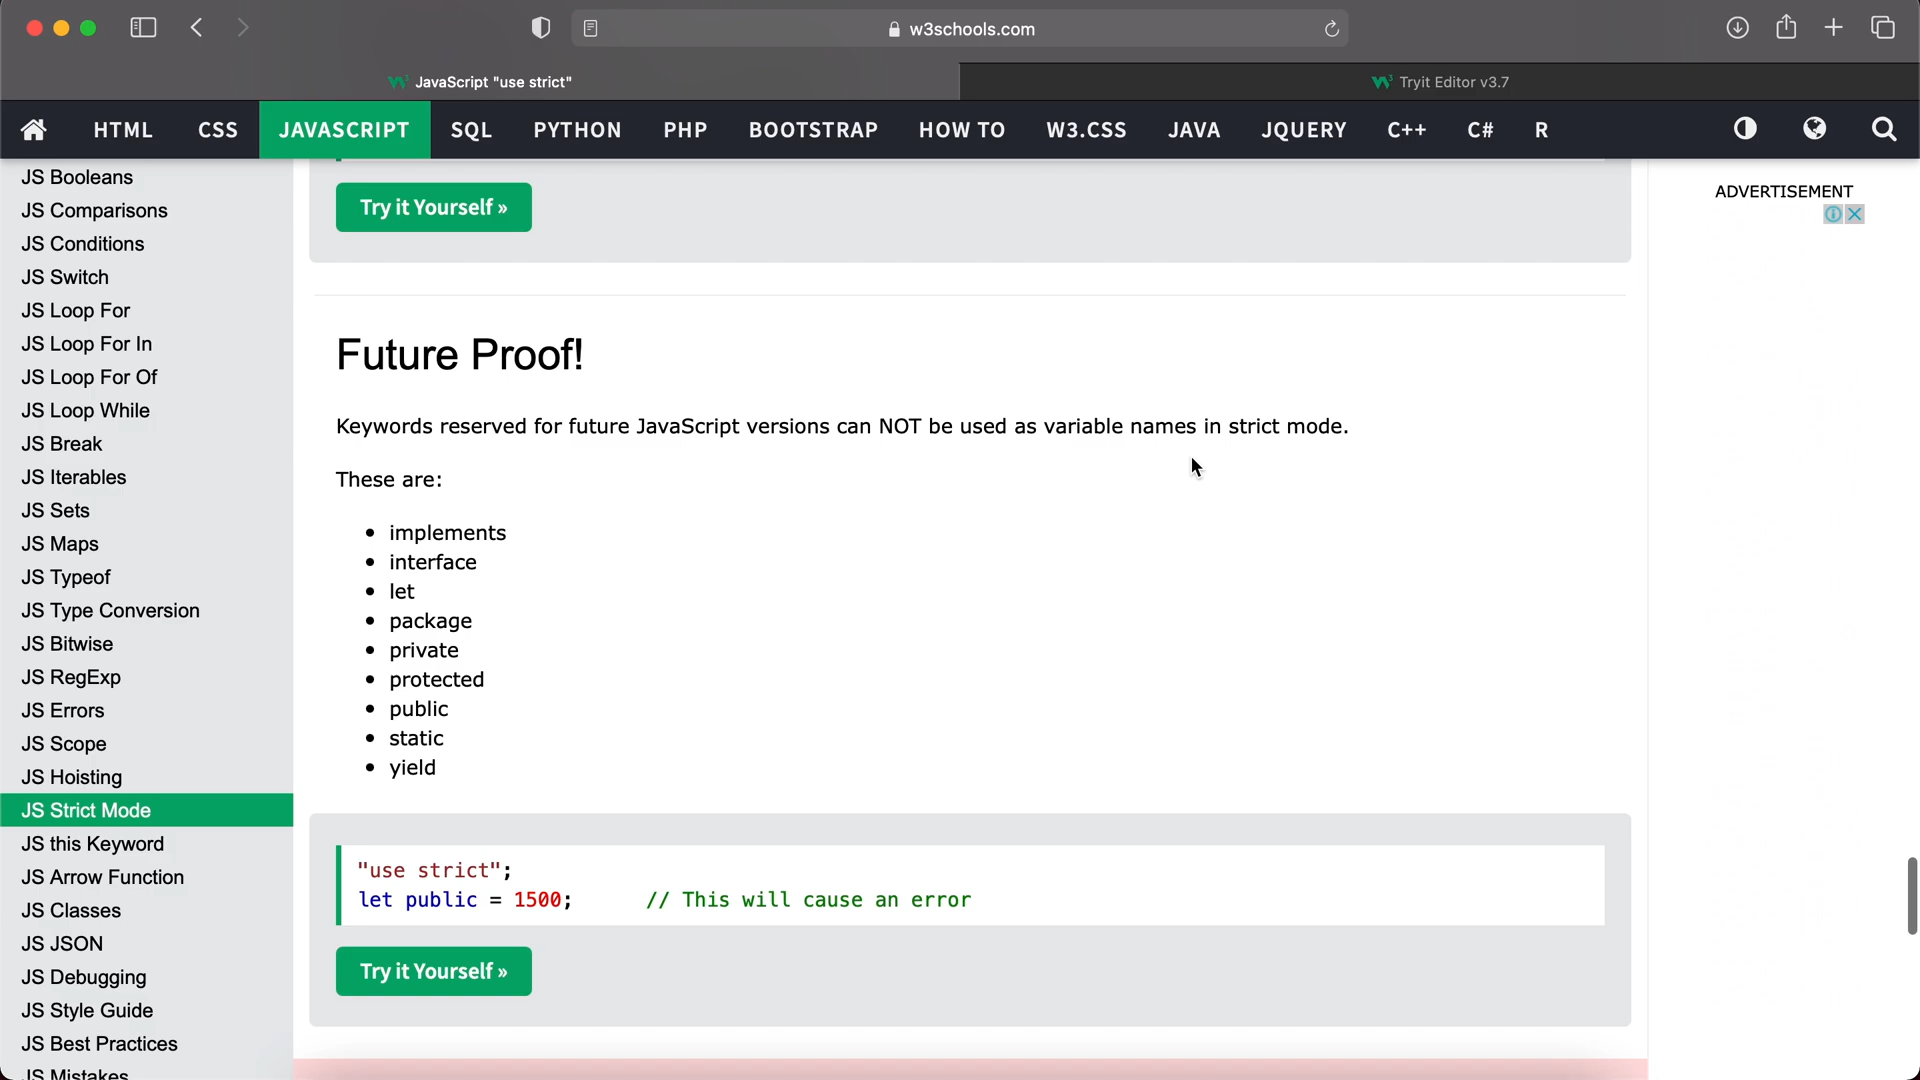 w3schools.com
JavaScript "use strict"
Tryit Editor v3.7
HTML CSS JAVASCRIPT SQL PYTHON PHP BOOTSTRAP HOW TO W3.CSS JAVA JQUERY C++ C# R
JS Booleans
JS Comparisons
JS Conditions
JS Switch
JS Loop For
JS Loop For In
JS Loop For Of
JS Loop While
JS Break
JS Iterables
JS Sets
JS Maps
JS Typeof
JS Type Conversion
JS Bitwise
JS RegExp
JS Errors
JS Scope
JS Hoisting
JS Strict Mode
JS this Keyword
JS Arrow Function
JS Classes
JS JSON
JS Debugging
JS Style Guide
JS Best Practices
JS Mistakes
Try it Yourself »
Future Proof!
Keywords reserved for future JavaScript versions can NOT be used as variable names in strict mode.
These are:
implements
interface
let
package
private
protected
public
static
yield
"use strict";
let public = 1500; // This will cause an error
Try it Yourself »
ADVERTISEMENT